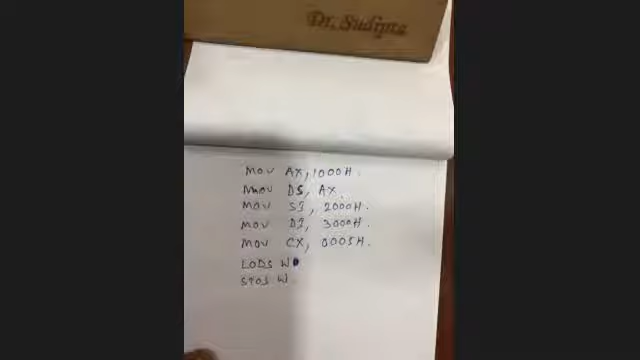 Dr. Sudipta
MOV AX, 1000H.
MOV DS, AX.
MOV SI, 2000H.
MOV DI, 3000H.
MOV CX, 0005H.
LODS W
STOS W